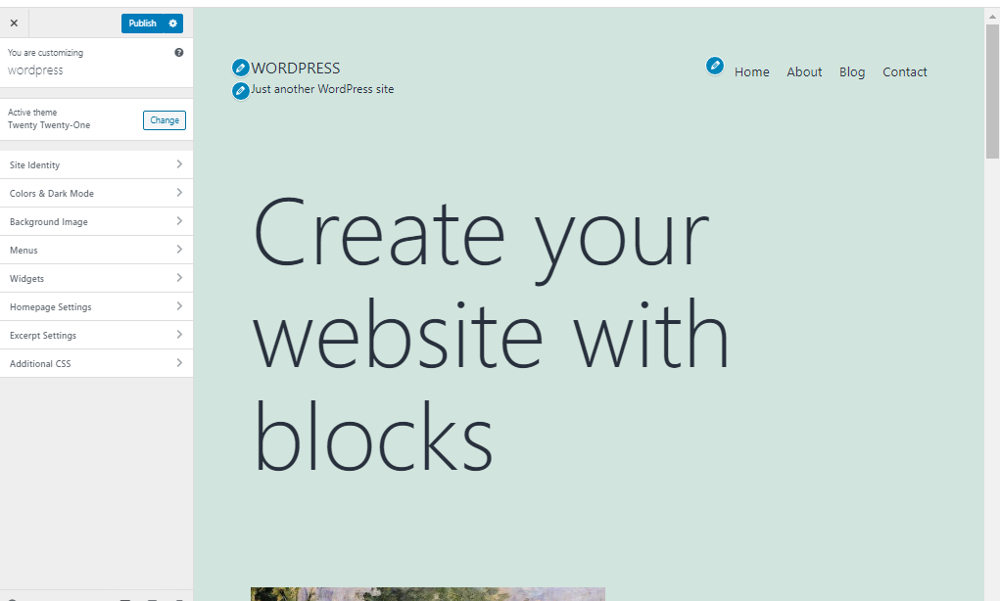 Publish
You are customizing
wordpress
Active theme
Twenty Twenty-One
Change
Site Identity
Colors & Dark Mode
Background Image
Menus
Widgets
Homepage Settings
Excerpt Settings
Additional CSS
WORDPRESS
Just another WordPress site
Home About Blog Contact
Create your
website with
blocks